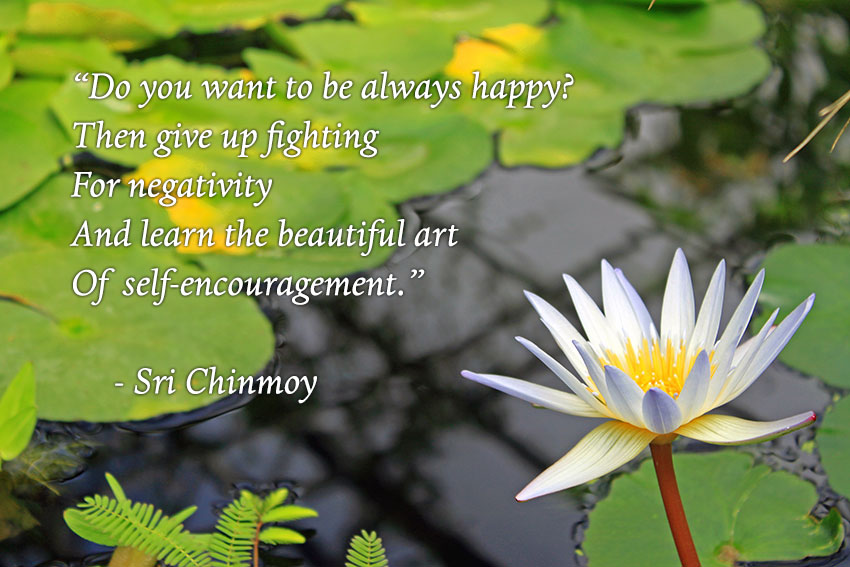 “Do you want to be always happy?
Then give up fighting
For negativity
And learn the beautiful art
Of self-encouragement.”
- Sri Chinmoy